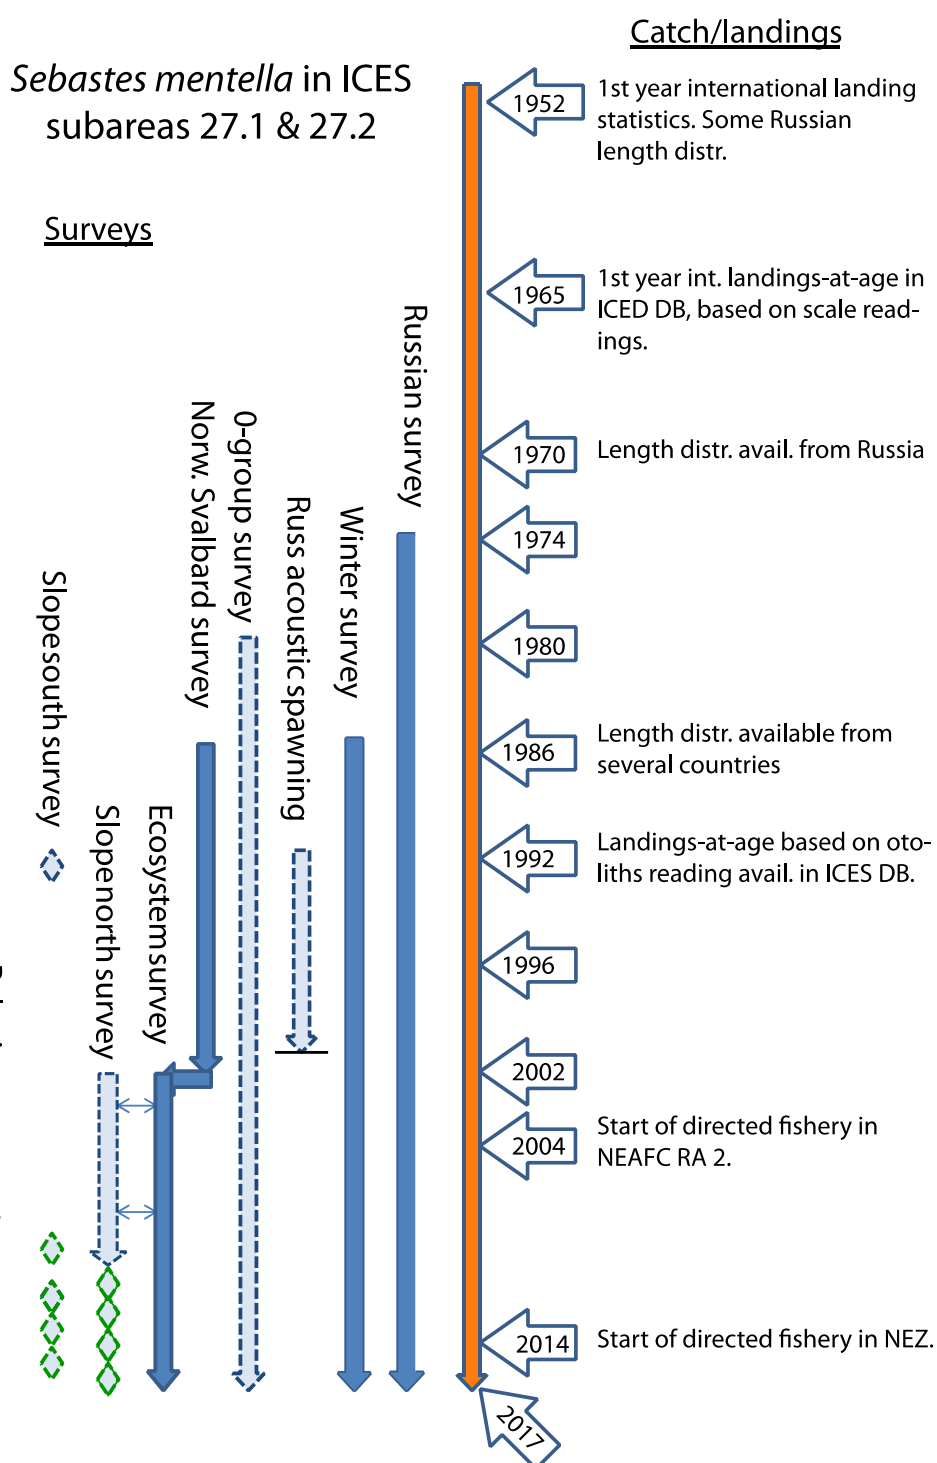 Catch/landings
Sebastes mentella in ICES
subareas 27.1 & 27.2
Surveys
1952
1st year international landing
statistics. Some Russian
length distr.
1965
1st year int. landings-at-age in
ICED DB, based on scale read-
ings.
1970
Length distr. avail. from Russia
1974
1980
1986
Length distr. available from
several countries
1992
Landings-at-age based on oto-
liths reading avail. in ICES DB.
1996
2002
2004
Start of directed fishery in
NEAFC RA 2.
2014
Start of directed fishery in NEZ.
2017
Slopesouth survey
Slopenorth survey
Ecosystem survey
Norw. Svalbard survey
0-group survey
Russ acoustic spawning
Winter survey
Russian survey